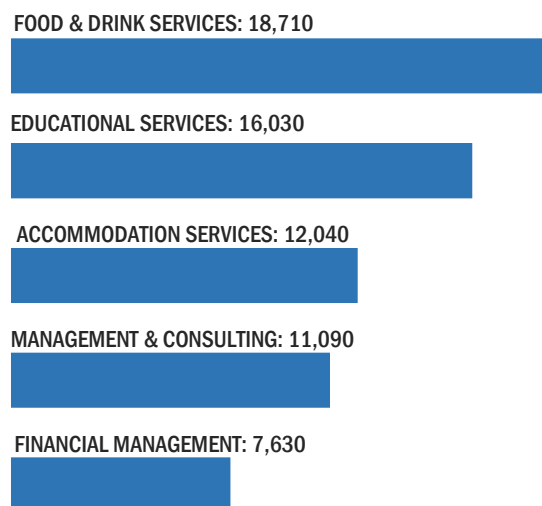 FOOD & DRINK SERVICES: 18,710
EDUCATIONAL SERVICES: 16,030
ACCOMMODATION SERVICES: 12,040
MANAGEMENT & CONSULTING: 11,090
FINANCIAL MANAGEMENT: 7,630